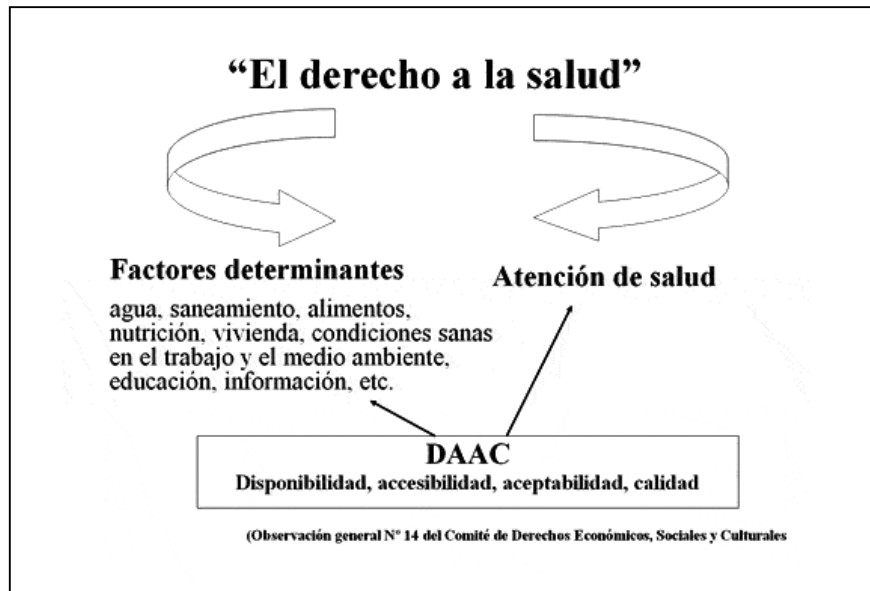 “El derecho a la salud”
Factores determinantes
agua, saneamiento, alimentos,
nutrición, vivienda, condiciones sanas
en el trabajo y el medio ambiente,
educación, información, etc.
Atención de salud
DAAC
Disponibilidad, accesibilidad, aceptabilidad, calidad
(Observación general Nº 14 del Comité de Derechos Económicos, Sociales y Culturales